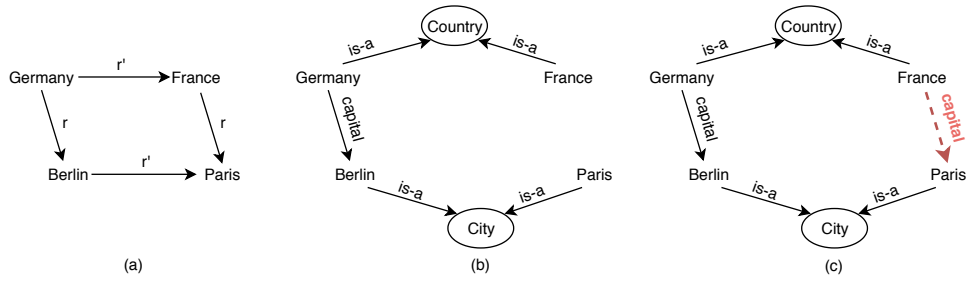 r'
Germany France
r r
r'
Berlin Paris
(a)
Country
is-a is-a
Germany France
capital
Berlin Paris
is-a is-a
City
(b)
Country
is-a is-a
Germany France
capital capital
Berlin Paris
is-a is-a
City
(c)